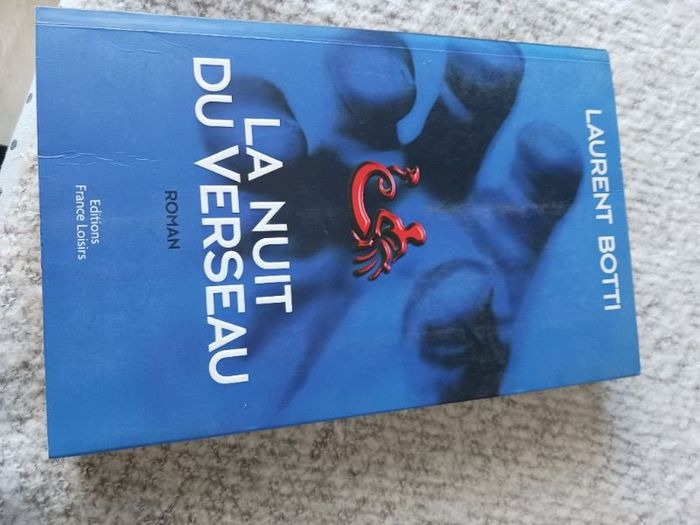 LAURENT BOTTI
LA NUIT
DU VERSEAU
ROMAN
Editions
France Loisirs